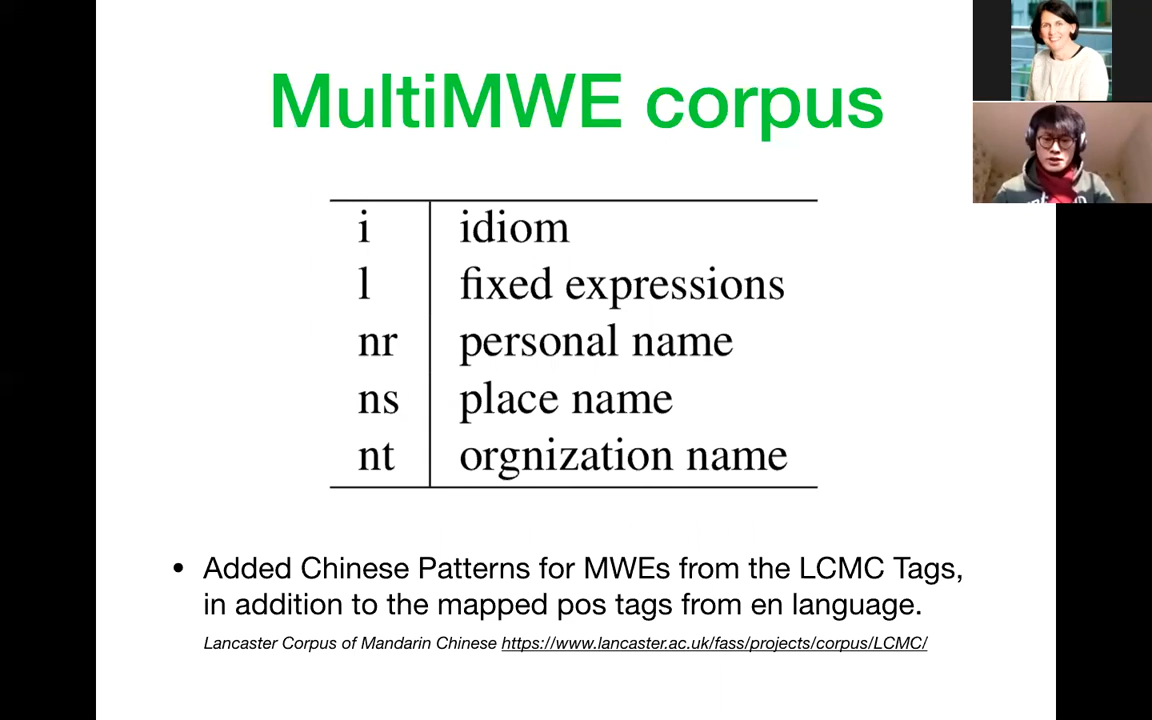 MultiMWE corpus
i idiom
l fixed expressions
nr personal name
ns place name
nt orgnization name
• Added Chinese Patterns for MWEs from the LCMC Tags,
in addition to the mapped pos tags from en language.
Lancaster Corpus of Mandarin Chinese https://www.lancaster.ac.uk/fass/projects/corpus/LCMC/